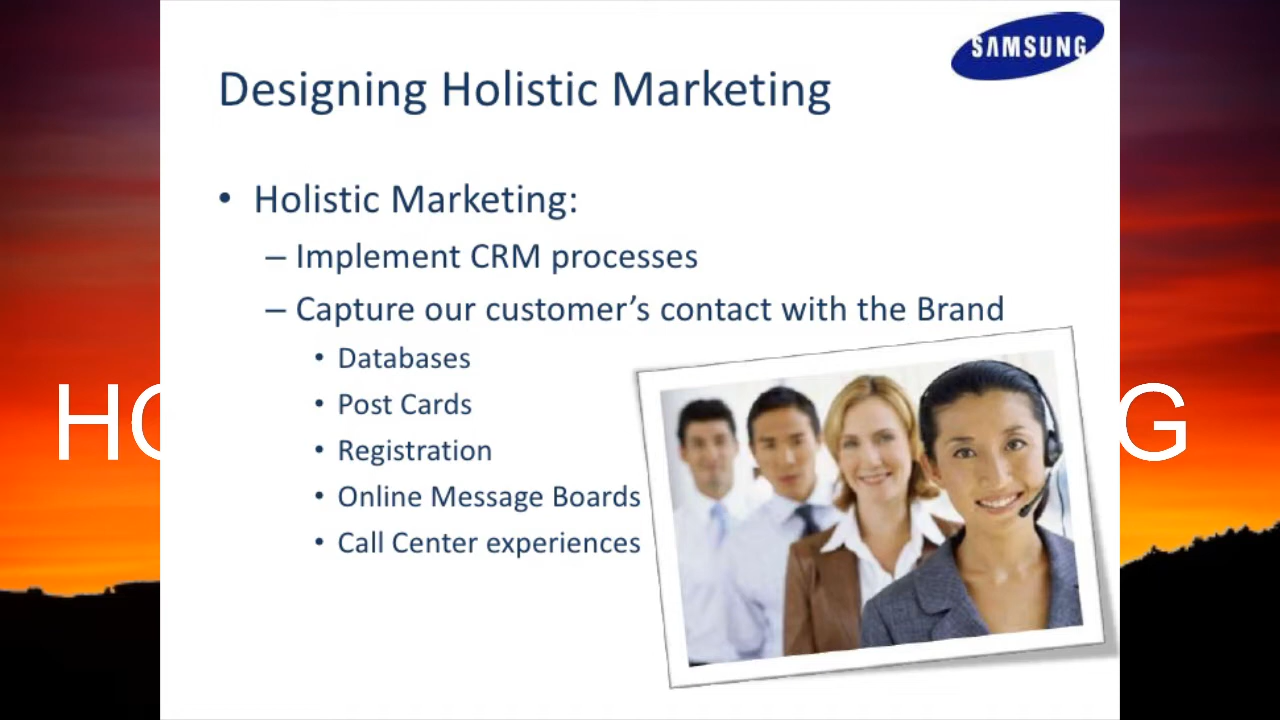 SAMSUNG
Designing Holistic Marketing
• Holistic Marketing:
– Implement CRM processes
– Capture our customer's contact with the Brand
• Databases
• Post Cards
• Registration
• Online Message Boards
• Call Center experiences